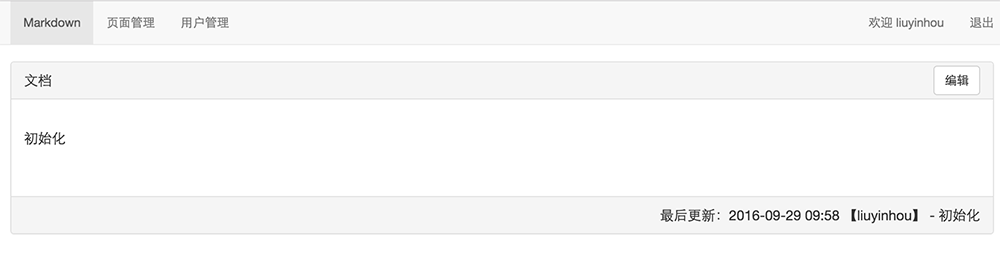 Markdown 页面管理 用户管理 欢迎 liuyinhou 退出
文档 编辑
初始化
最后更新：2016-09-29 09:58 【liuyinhou】 - 初始化